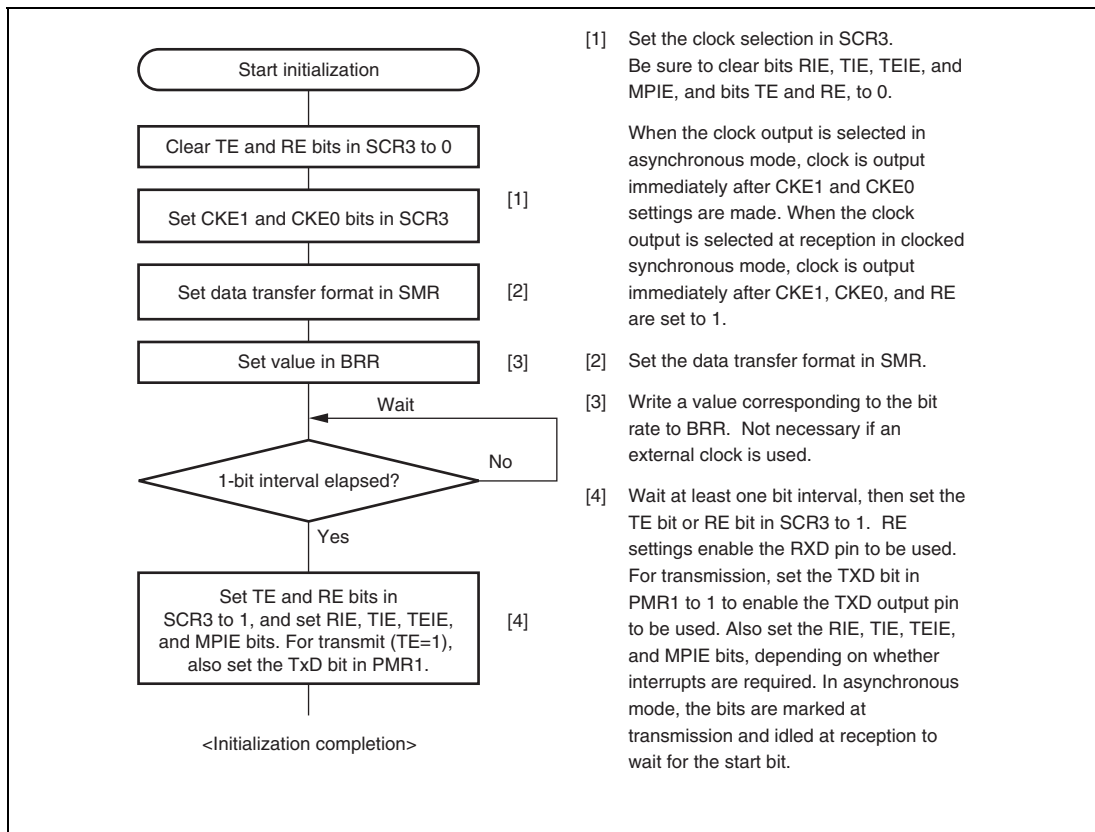 Start initialization
Clear TE and RE bits in SCR3 to 0
Set CKE1 and CKE0 bits in SCR3
[1]
Set data transfer format in SMR
[2]
Set value in BRR
[3]
Wait
1-bit interval elapsed?
No
Yes
Set TE and RE bits in
SCR3 to 1, and set RIE, TIE, TEIE,
and MPIE bits. For transmit (TE=1),
also set the TxD bit in PMR1.
[4]
<Initialization completion>
[1] Set the clock selection in SCR3.
Be sure to clear bits RIE, TIE, TEIE, and
MPIE, and bits TE and RE, to 0.
When the clock output is selected in
asynchronous mode, clock is output
immediately after CKE1 and CKE0
settings are made. When the clock
output is selected at reception in clocked
synchronous mode, clock is output
immediately after CKE1, CKE0, and RE
are set to 1.
[2] Set the data transfer format in SMR.
[3] Write a value corresponding to the bit
rate to BRR. Not necessary if an
external clock is used.
[4] Wait at least one bit interval, then set the
TE bit or RE bit in SCR3 to 1. RE
settings enable the RXD pin to be used.
For transmission, set the TXD bit in
PMR1 to 1 to enable the TXD output pin
to be used. Also set the RIE, TIE, TEIE,
and MPIE bits, depending on whether
interrupts are required. In asynchronous
mode, the bits are marked at
transmission and idled at reception to
wait for the start bit.